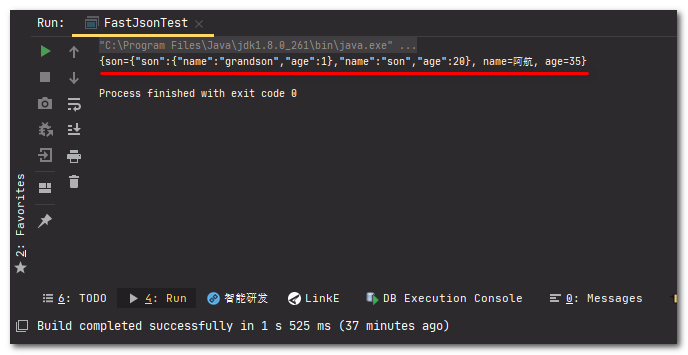 Run: FastJsonTest
"C:\Program Files\Java\jdk1.8.0_261\bin\java.exe" ...
{son={"son":{"name":"grandson","age":1},"name":"son","age":20}, name=阿航, age=35}
Process finished with exit code 0
2: Favorites
6: TODO 4: Run 智能研发 LinkE DB Execution Console 0: Messages
Build completed successfully in 1 s 525 ms (37 minutes ago)